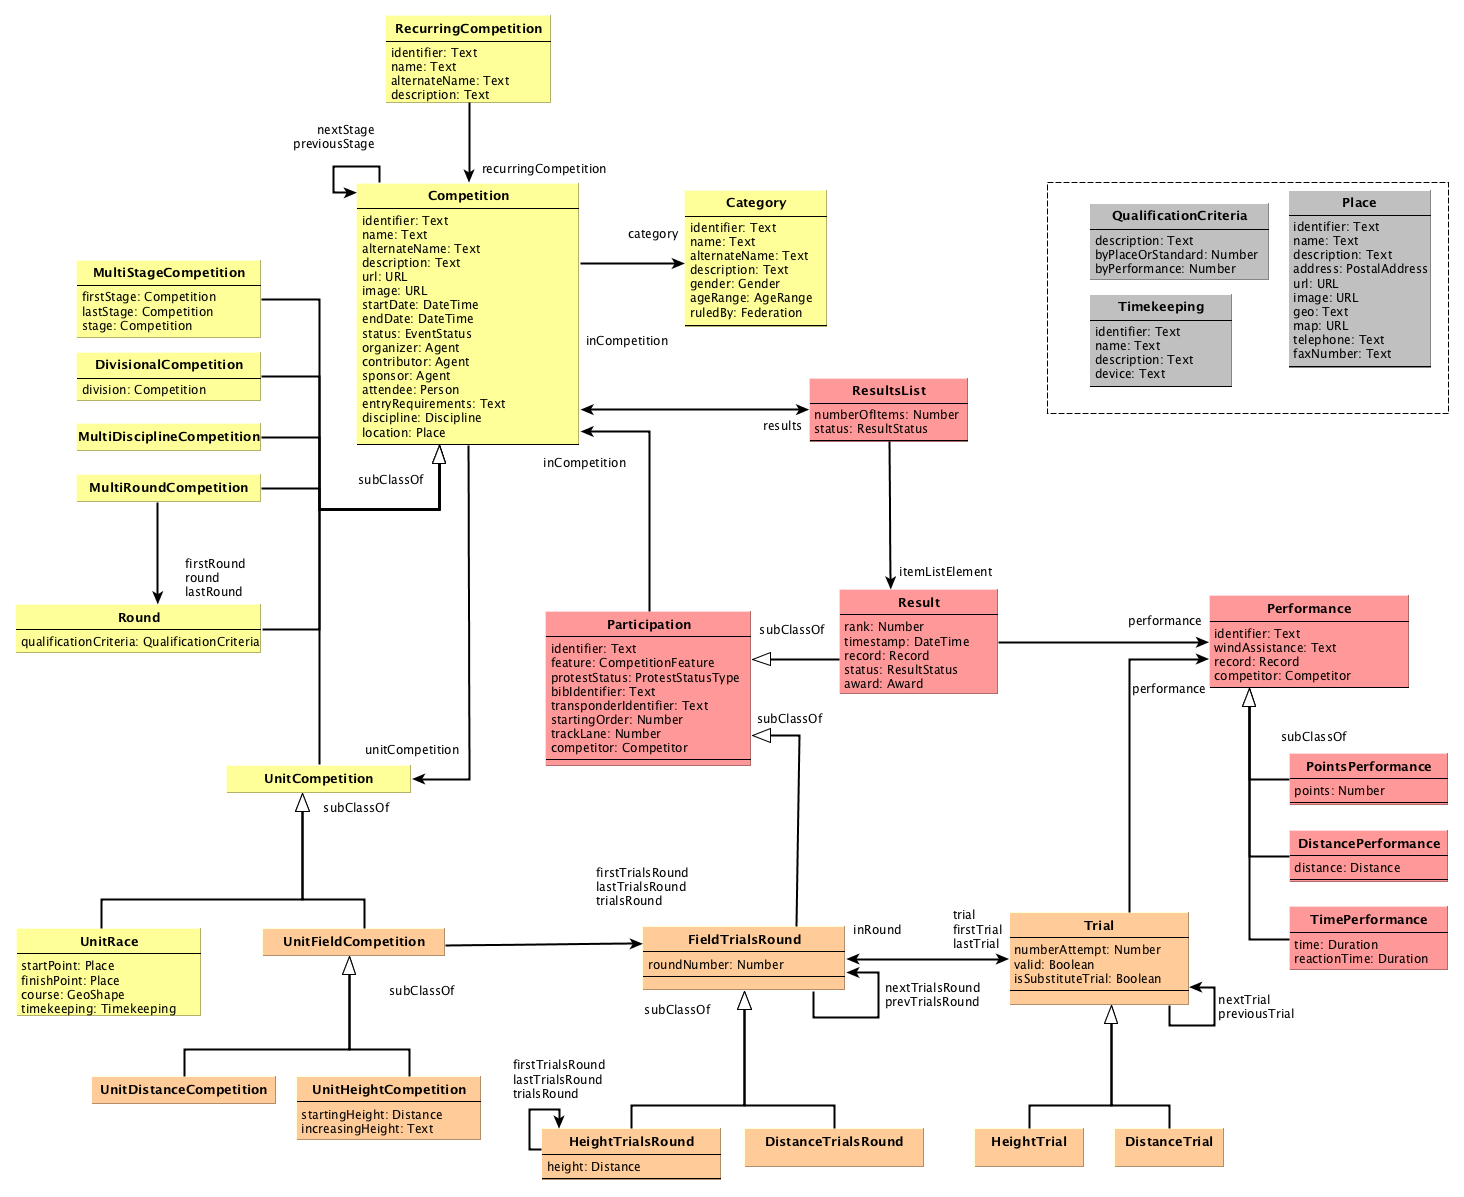 RecurringCompetition
identifier: Text
name: Text
alternateName: Text
description: Text
nextStage
previousStage
recurringCompetition
Competition
identifier: Text
name: Text
alternateName: Text
description: Text
url: URL
image: URL
startDate: DateTime
endDate: DateTime
status: EventStatus
organizer: Agent
contributor: Agent
sponsor: Agent
attendee: Person
entryRequirements: Text
discipline: Discipline
location: Place
category
Category
identifier: Text
name: Text
alternateName: Text
description: Text
gender: Gender
ageRange: AgeRange
ruledBy: Federation
QualificationCriteria
description: Text
byPlaceOrStandard: Number
byPerformance: Number
Timekeeping
identifier: Text
name: Text
description: Text
device: Text
Place
identifier: Text
name: Text
description: Text
address: PostalAddress
url: URL
image: URL
geo: Text
map: URL
telephone: Text
faxNumber: Text
MultiStageCompetition
firstStage: Competition
lastStage: Competition
stage: Competition
DivisionalCompetition
division: Competition
MultiDisciplineCompetition
MultiRoundCompetition
firstRound
round
lastRound
Round
qualificationCriteria: QualificationCriteria
subClassOf
inCompetition
results
inCompetition
ResultsList
numberOfItems: Number
status: ResultStatus
itemListElement
Participation
identifier: Text
feature: CompetitionFeature
protestStatus: ProtestStatusType
bibIdentifier: Text
transponderIdentifier: Text
startingOrder: Number
trackLane: Number
competitor: Competitor
subClassOf
subClassOf
Result
rank: Number
timestamp: DateTime
record: Record
status: ResultStatus
award: Award
performance
performance
Performance
identifier: Text
windAssistance: Text
record: Record
competitor: Competitor
subClassOf
PointsPerformance
points: Number
DistancePerformance
distance: Distance
TimePerformance
time: Duration
reactionTime: Duration
unitCompetition
UnitCompetition
subClassOf
UnitRace
startPoint: Place
finishPoint: Place
course: GeoShape
timekeeping: Timekeeping
UnitFieldCompetition
subClassOf
firstTrialsRound
lastTrialsRound
trialsRound
FieldTrialsRound
roundNumber: Number
inRound
nextTrialsRound
prevTrialsRound
trial
firstTrial
lastTrial
Trial
numberAttempt: Number
valid: Boolean
isSubstituteTrial: Boolean
nextTrial
previousTrial
subClassOf
UnitDistanceCompetition
UnitHeightCompetition
startingHeight: Distance
increasingHeight: Text
firstTrialsRound
lastTrialsRound
trialsRound
HeightTrialsRound
height: Distance
DistanceTrialsRound
HeightTrial
DistanceTrial